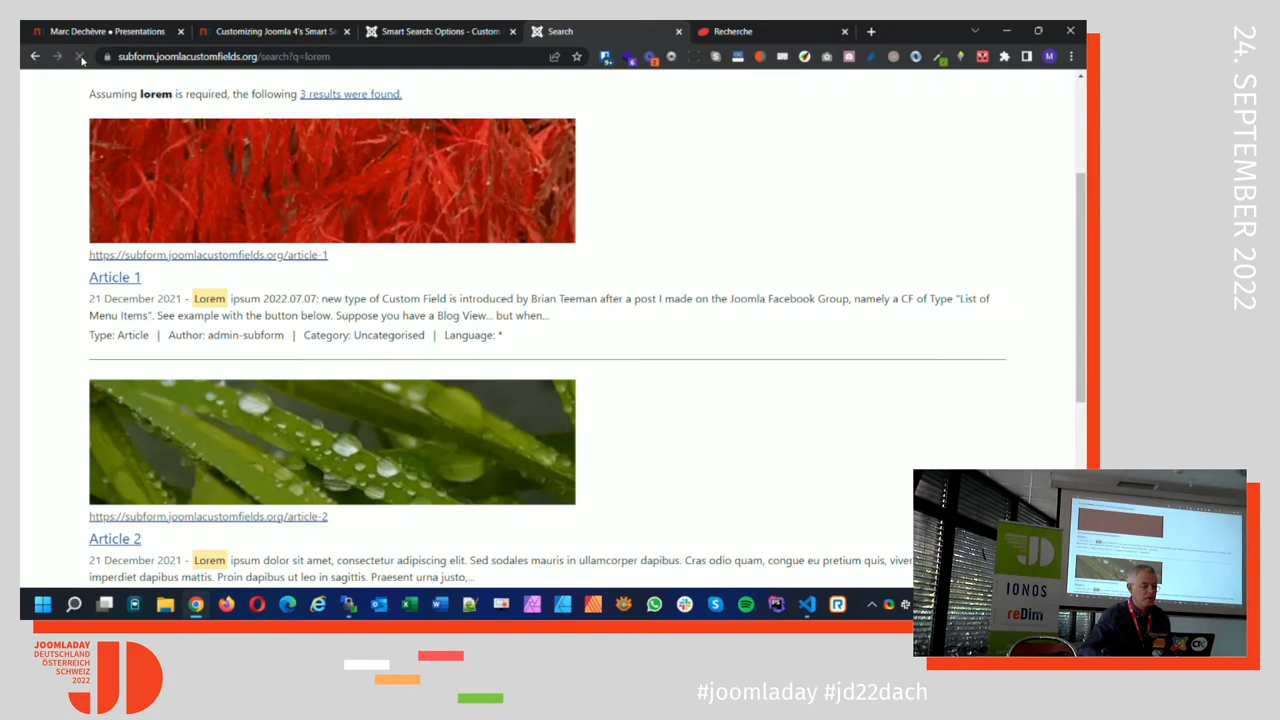 Marc Dechèvre • Presentations
Customizing Joomla 4's Smart Se
Smart Search: Options - Custom
Search
Recherche
subform.joomlacustomfields.org/search?q=lorem
Assuming lorem is required, the following 3 results were found.
https://subform.joomlacustomfields.org/article-1
Article 1
21 December 2021 - Lorem ipsum 2022.07.07: new type of Custom Field is introduced by Brian Teeman after a post I made on the Joomla Facebook Group, namely a CF of Type "List of
Menu Items". See example with the button below. Suppose you have a Blog View... but when...
Type: Article | Author: admin-subform | Category: Uncategorised | Language: *
https://subform.joomlacustomfields.org/article-2
Article 2
21 December 2021 - Lorem ipsum dolor sit amet, consectetur adipiscing elit. Sed sodales mauris in ullamcorper dapibus. Cras odio quam, congue eu pretium quis, viver
imperdiet dapibus mattis. Proin dapibus ut leo in sagittis. Praesent urna justo,...
24. SEPTEMBER 2022
IONOS
reDim
JOOMLADAY
DEUTSCHLAND
ÖSTERREICH
SCHWEIZ
2022
#joomladay #jd22dach